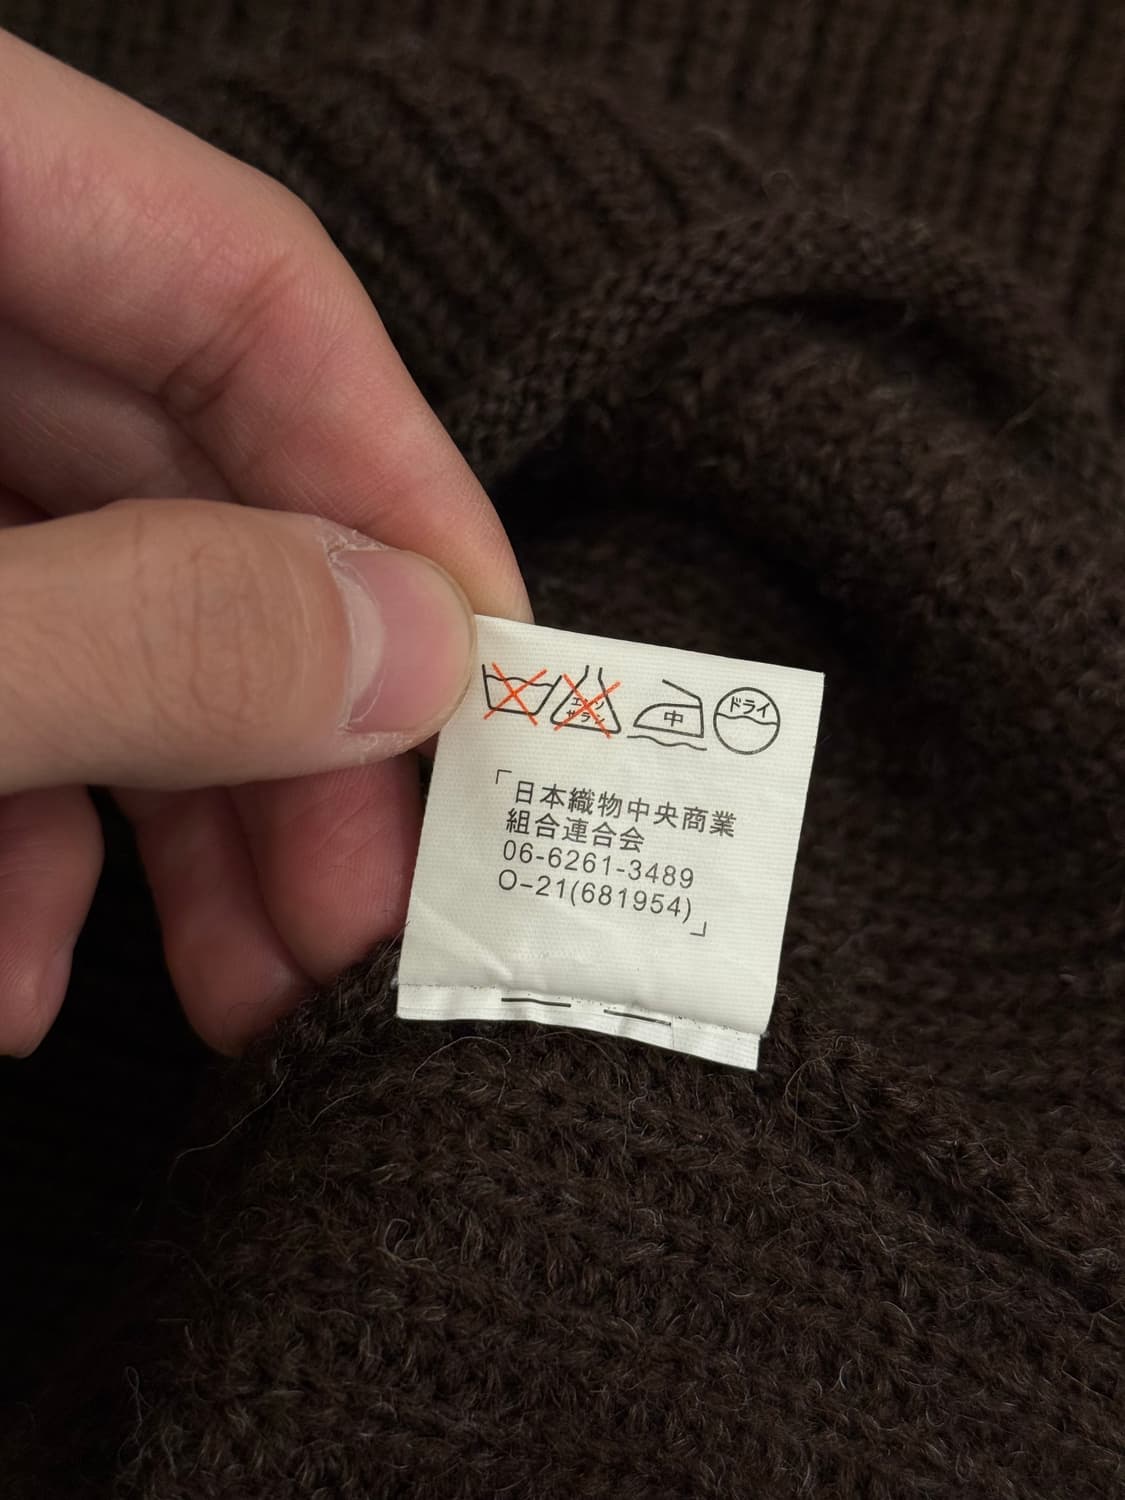 エンソ
サラシ
中
ドライ
「日本織物中央商業
組合連合会
06-6261-3489
O-21(681954)」